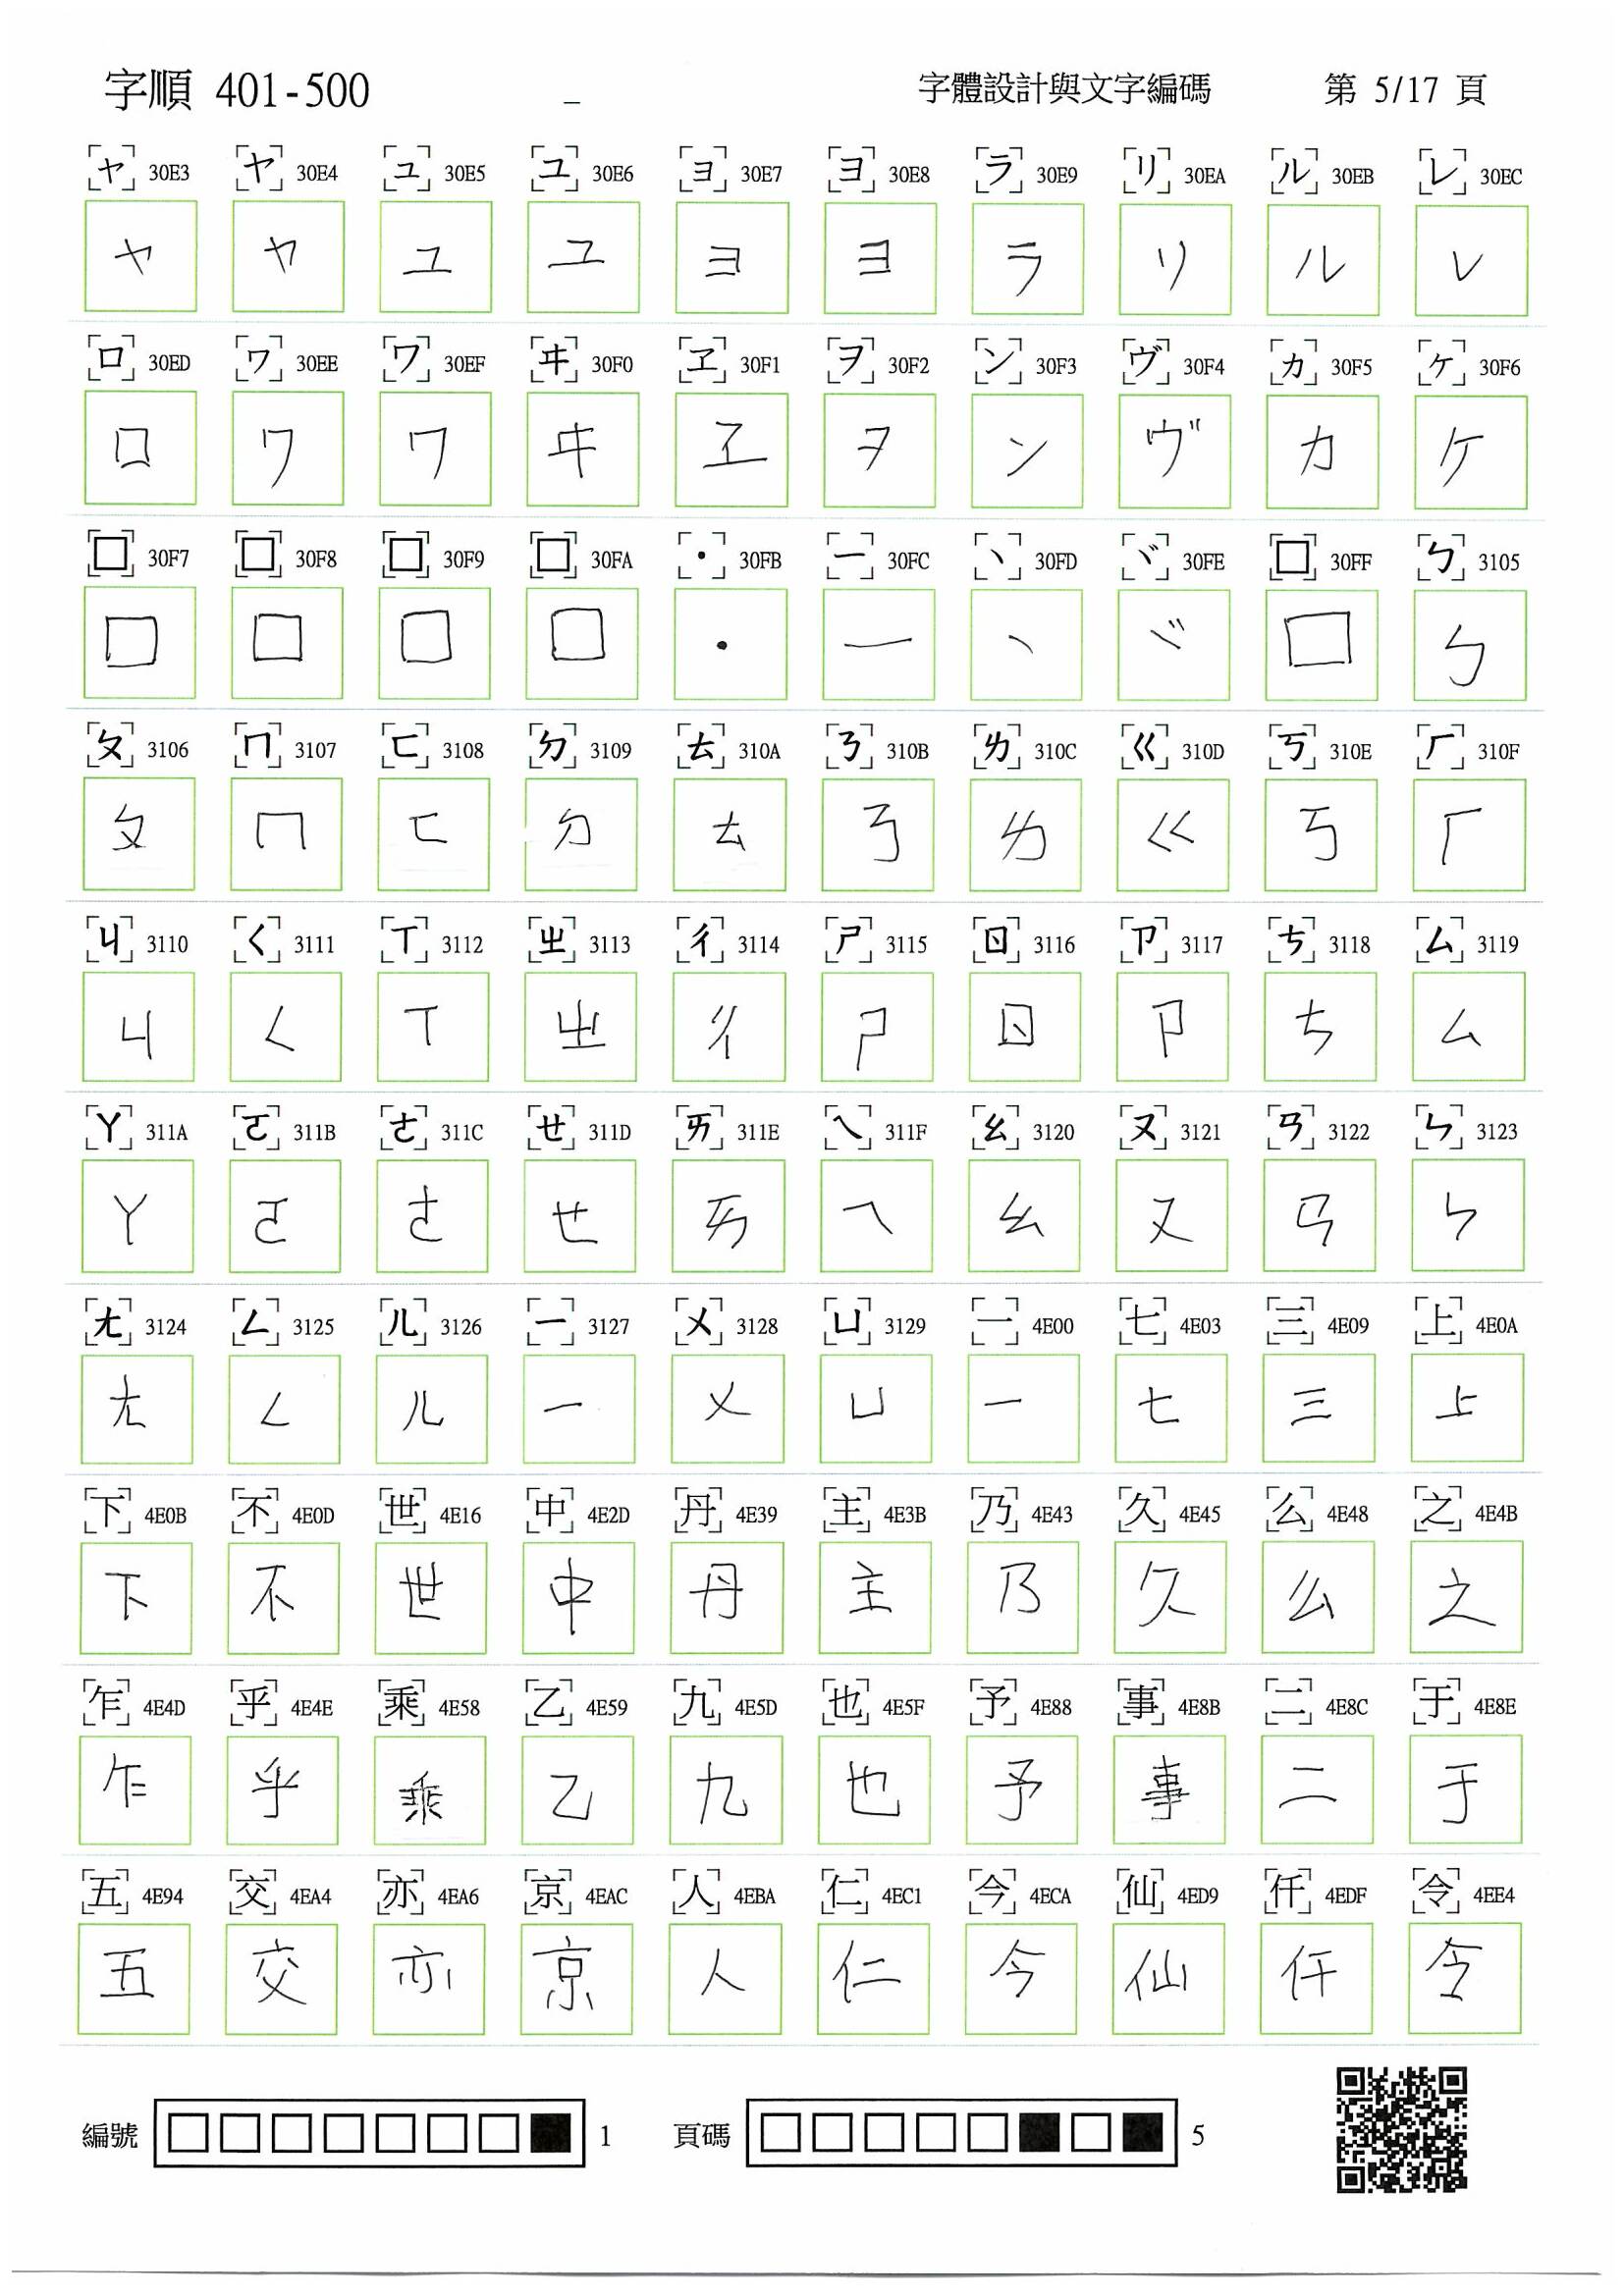 字順 401-500 _ 字體設計與文字編碼 第 5/17 頁
ャ 30E3 ヤ 30E4 ュ 30E5 ユ 30E6 ョ 30E7 ヨ 30E8 ラ 30E9 リ 30EA ル 30EB レ 30EC
ャ ヤ ュ ユ ョ ヨ ラ リ ル レ
ロ 30ED ヮ 30EE ワ 30EF ヰ 30F0 ヱ 30F1 ヲ 30F2 ン 30F3 ヴ 30F4 ヵ 30F5 ヶ 30F6
ロ ヮ ワ ヰ ヱ ヲ ン ヴ ヵ ヶ
□ 30F7 □ 30F8 □ 30F9 □ 30FA ・ 30FB ー 30FC ヽ 30FD ヾ 30FE □ 30FF ㄅ 3105
□ □ □ □ ・ ー ヽ ヾ □ ㄅ
ㄆ 3106 ㄇ 3107 ㄈ 3108 ㄉ 3109 ㄊ 310A ㄋ 310B ㄌ 310C ㄍ 310D ㄎ 310E ㄏ 310F
ㄆ ㄇ ㄈ ㄉ ㄊ ㄋ ㄌ ㄍ ㄎ ㄏ
ㄐ 3110 ㄑ 3111 ㄒ 3112 ㄓ 3113 ㄔ 3114 ㄕ 3115 ㄖ 3116 ㄗ 3117 ㄘ 3118 ㄙ 3119
ㄐ ㄑ ㄒ ㄓ ㄔ ㄕ ㄖ ㄗ ㄘ ㄙ
ㄚ 311A ㄛ 311B ㄜ 311C ㄝ 311D ㄞ 311E ㄟ 311F ㄠ 3120 ㄡ 3121 ㄢ 3122 ㄣ 3123
ㄚ ㄛ ㄜ ㄝ ㄞ ㄟ ㄠ ㄡ ㄢ ㄣ
ㄤ 3124 ㄥ 3125 ㄦ 3126 ㄧ 3127 ㄨ 3128 ㄩ 3129 一 4E00 七 4E03 三 4E09 上 4E0A
ㄤ ㄥ ㄦ ㄧ ㄨ ㄩ 一 七 三 上
下 4E0B 不 4E0D 世 4E16 中 4E2D 丹 4E39 主 4E3B 乃 4E43 久 4E45 么 4E48 之 4E4B
下 不 世 中 丹 主 乃 久 么 之
乍 4E4D 乎 4E4E 乘 4E58 乙 4E59 九 4E5D 也 4E5F 予 4E88 事 4E8B 二 4E8C 于 4E8E
乍 乎 乘 乙 九 也 予 事 二 于
五 4E94 交 4EA4 亦 4EA6 京 4EAC 人 4EBA 仁 4EC1 今 4ECA 仙 4ED9 仟 4EDF 令 4EE4
五 交 亦 京 人 仁 今 仙 仟 令
編號 1 頁碼 5